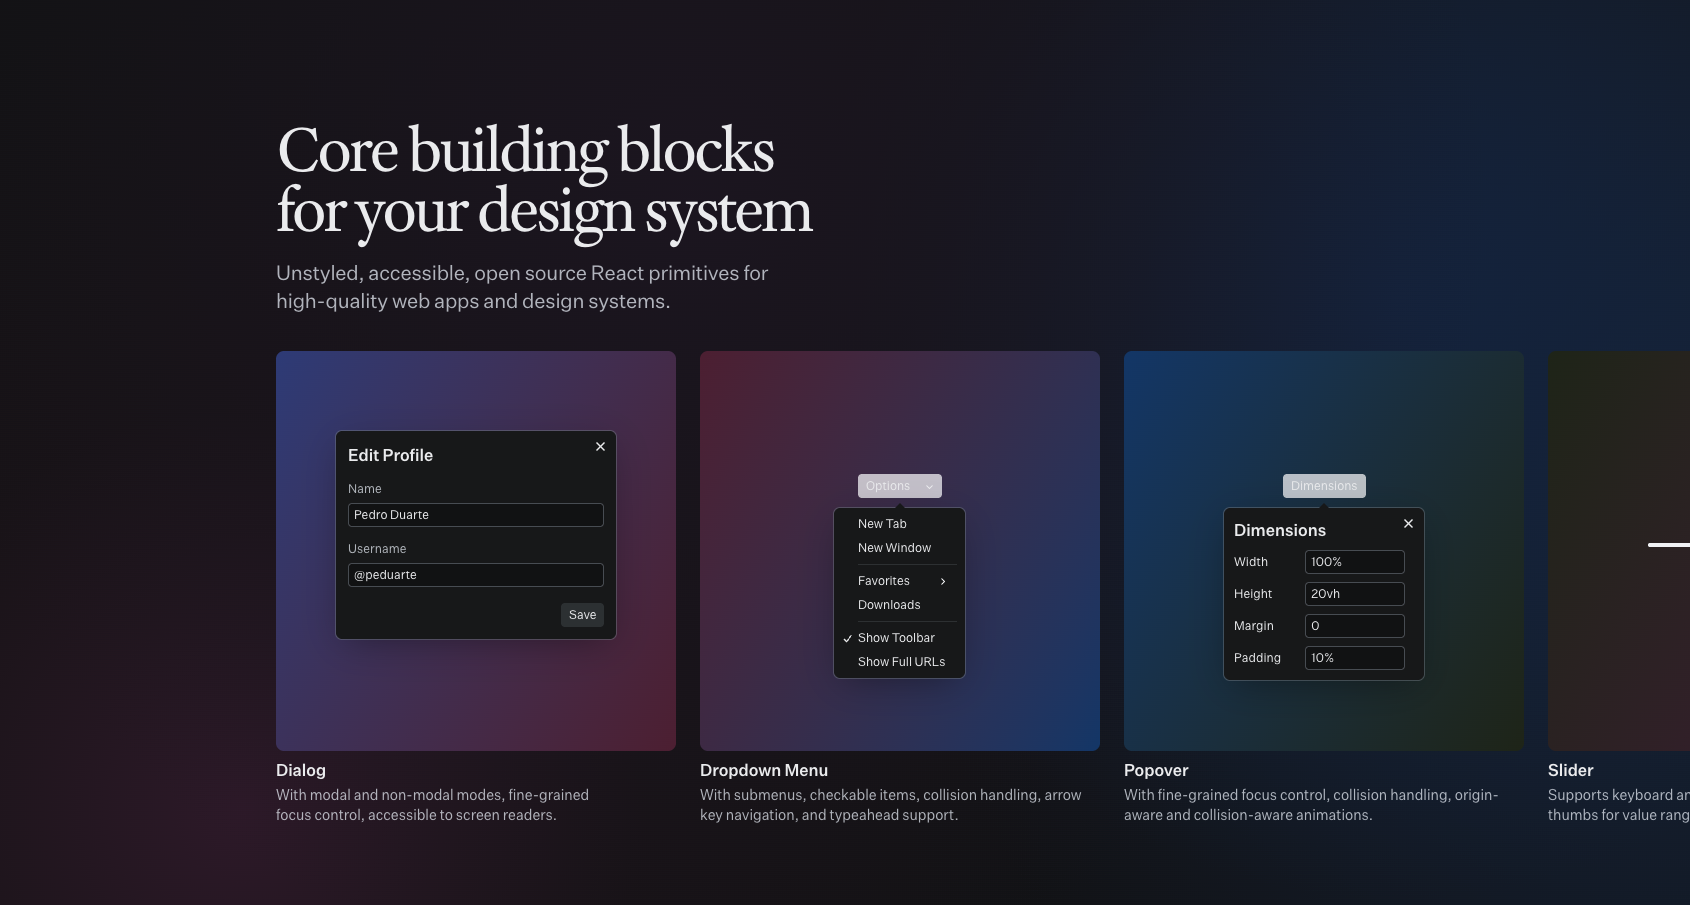 Core building blocks
for your design system
Unstyled, accessible, open source React primitives for
high-quality web apps and design systems.
Edit Profile
Name
Pedro Duarte
Username
@peduarte
Save
Options
New Tab
New Window
Favorites
Downloads
Show Toolbar
Show Full URLs
Dimensions
Dimensions
Width 100%
Height 20vh
Margin 0
Padding 10%
Dialog
With modal and non-modal modes, fine-grained
focus control, accessible to screen readers.
Dropdown Menu
With submenus, checkable items, collision handling, arrow
key navigation, and typeahead support.
Popover
With fine-grained focus control, collision handling, origin-
aware and collision-aware animations.
Slider
Supports keyboard
thumbs for value